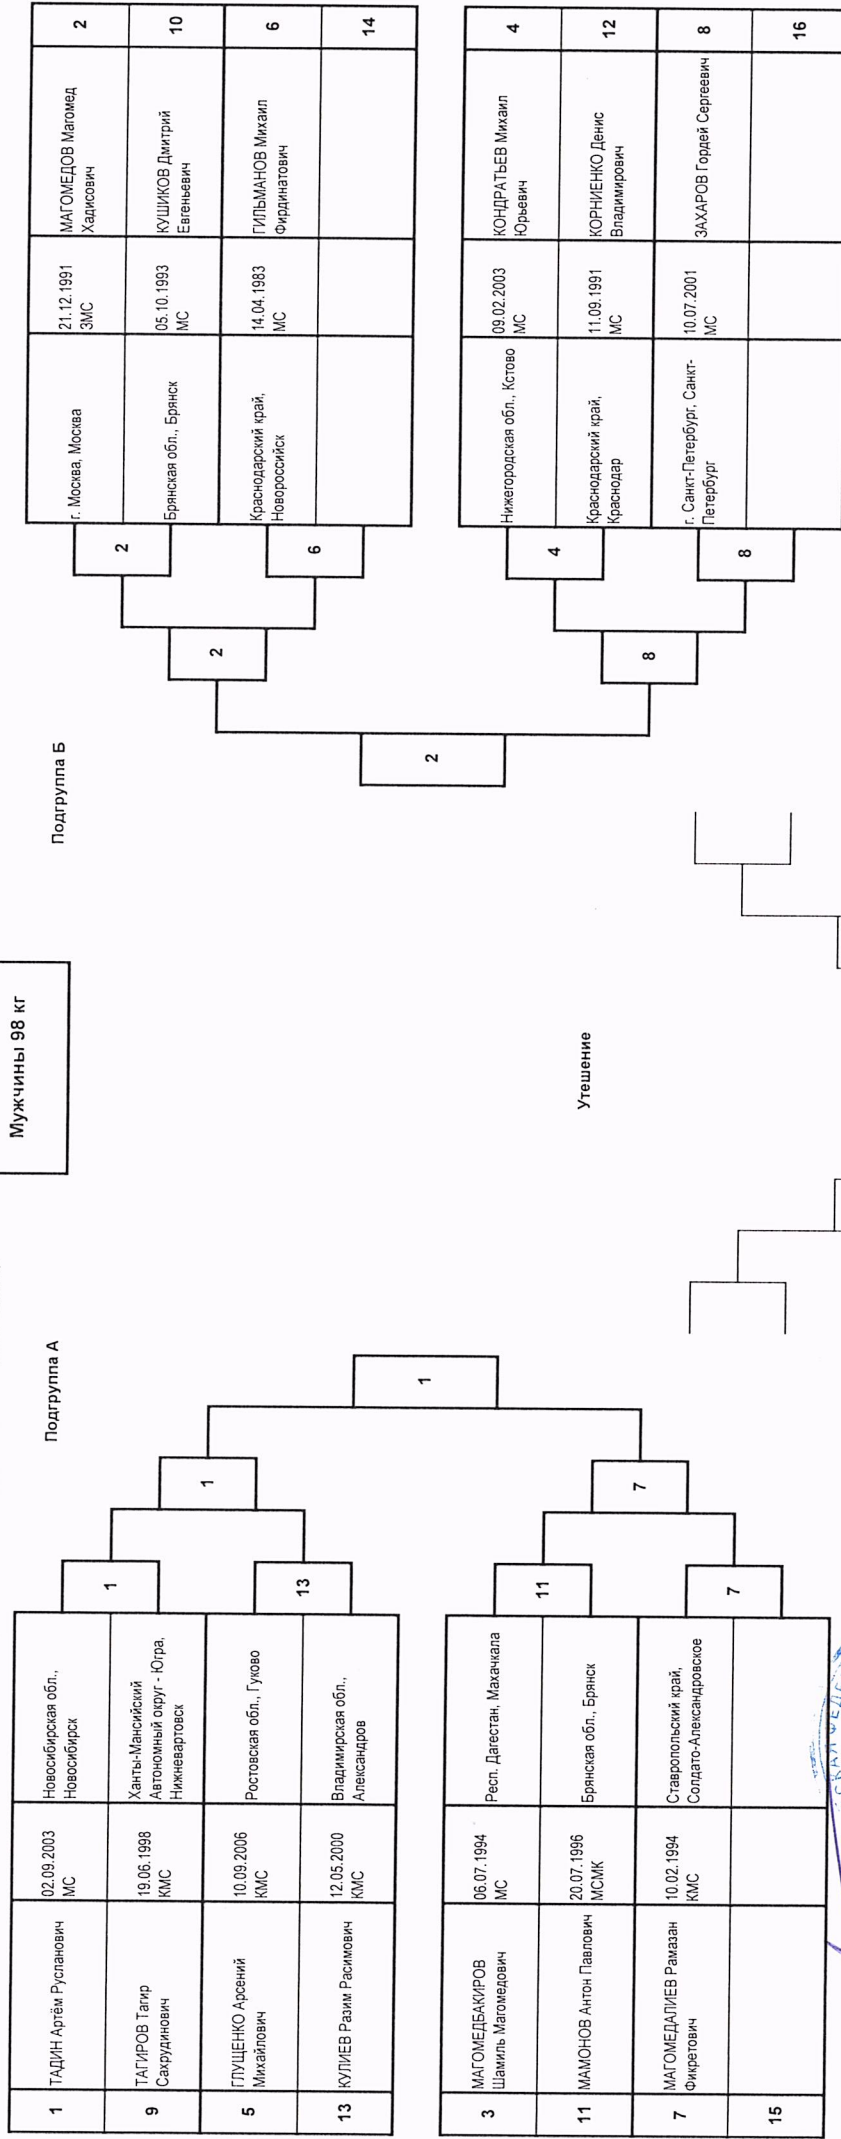 Мужчины 98 кг
Подгруппа А
Подгруппа Б
1
ТАДИН Артём Русланович
02.09.2003
МС
Новосибирская обл.,
Новосибирск
9
ТАГИРОВ Тагир
Сахрудинович
19.06.1998
КМС
Ханты-Мансийский
Автономный округ - Югра,
Нижневартовск
5
ГЛУЩЕНКО Арсений
Михайлович
10.09.2006
КМС
Ростовская обл., Гуково
13
КУЛИЕВ Разим Расимович
12.05.2000
КМС
Владимирская обл.,
Александров
1
13
1
1
3
МАГОМЕДБАКИРОВ
Шамиль Магомедович
06.07.1994
МС
Респ. Дагестан, Махачкала
11
МАМОНОВ Антон Павлович
20.07.1996
МСМК
Брянская обл., Брянск
7
МАГОМЕДАЛИЕВ Рамазан
Фикретович
10.02.1994
КМС
Ставропольский край,
Солдато-Александровское
15
11
7
7
2
МАГОМЕДОВ Магомед
Хадисович
21.12.1991
ЗМС
г. Москва, Москва
10
КУШИКОВ Дмитрий
Евгеньевич
05.10.1993
МС
Брянская обл., Брянск
6
ГИЛЬМАНОВ Михаил
Фирдинатович
14.04.1983
МС
Краснодарский край,
Новороссийск
14
2
6
2
2
4
КОНДРАТЬЕВ Михаил
Юрьевич
09.02.2003
МС
Нижегородская обл., Кстово
12
КОРНИЕНКО Денис
Владимирович
11.09.1991
МС
Краснодарский край,
Краснодар
8
ЗАХАРОВ Гордей Сергеевич
10.07.2001
МС
г. Санкт-Петербург, Санкт-
Петербург
16
4
8
8
Утешение